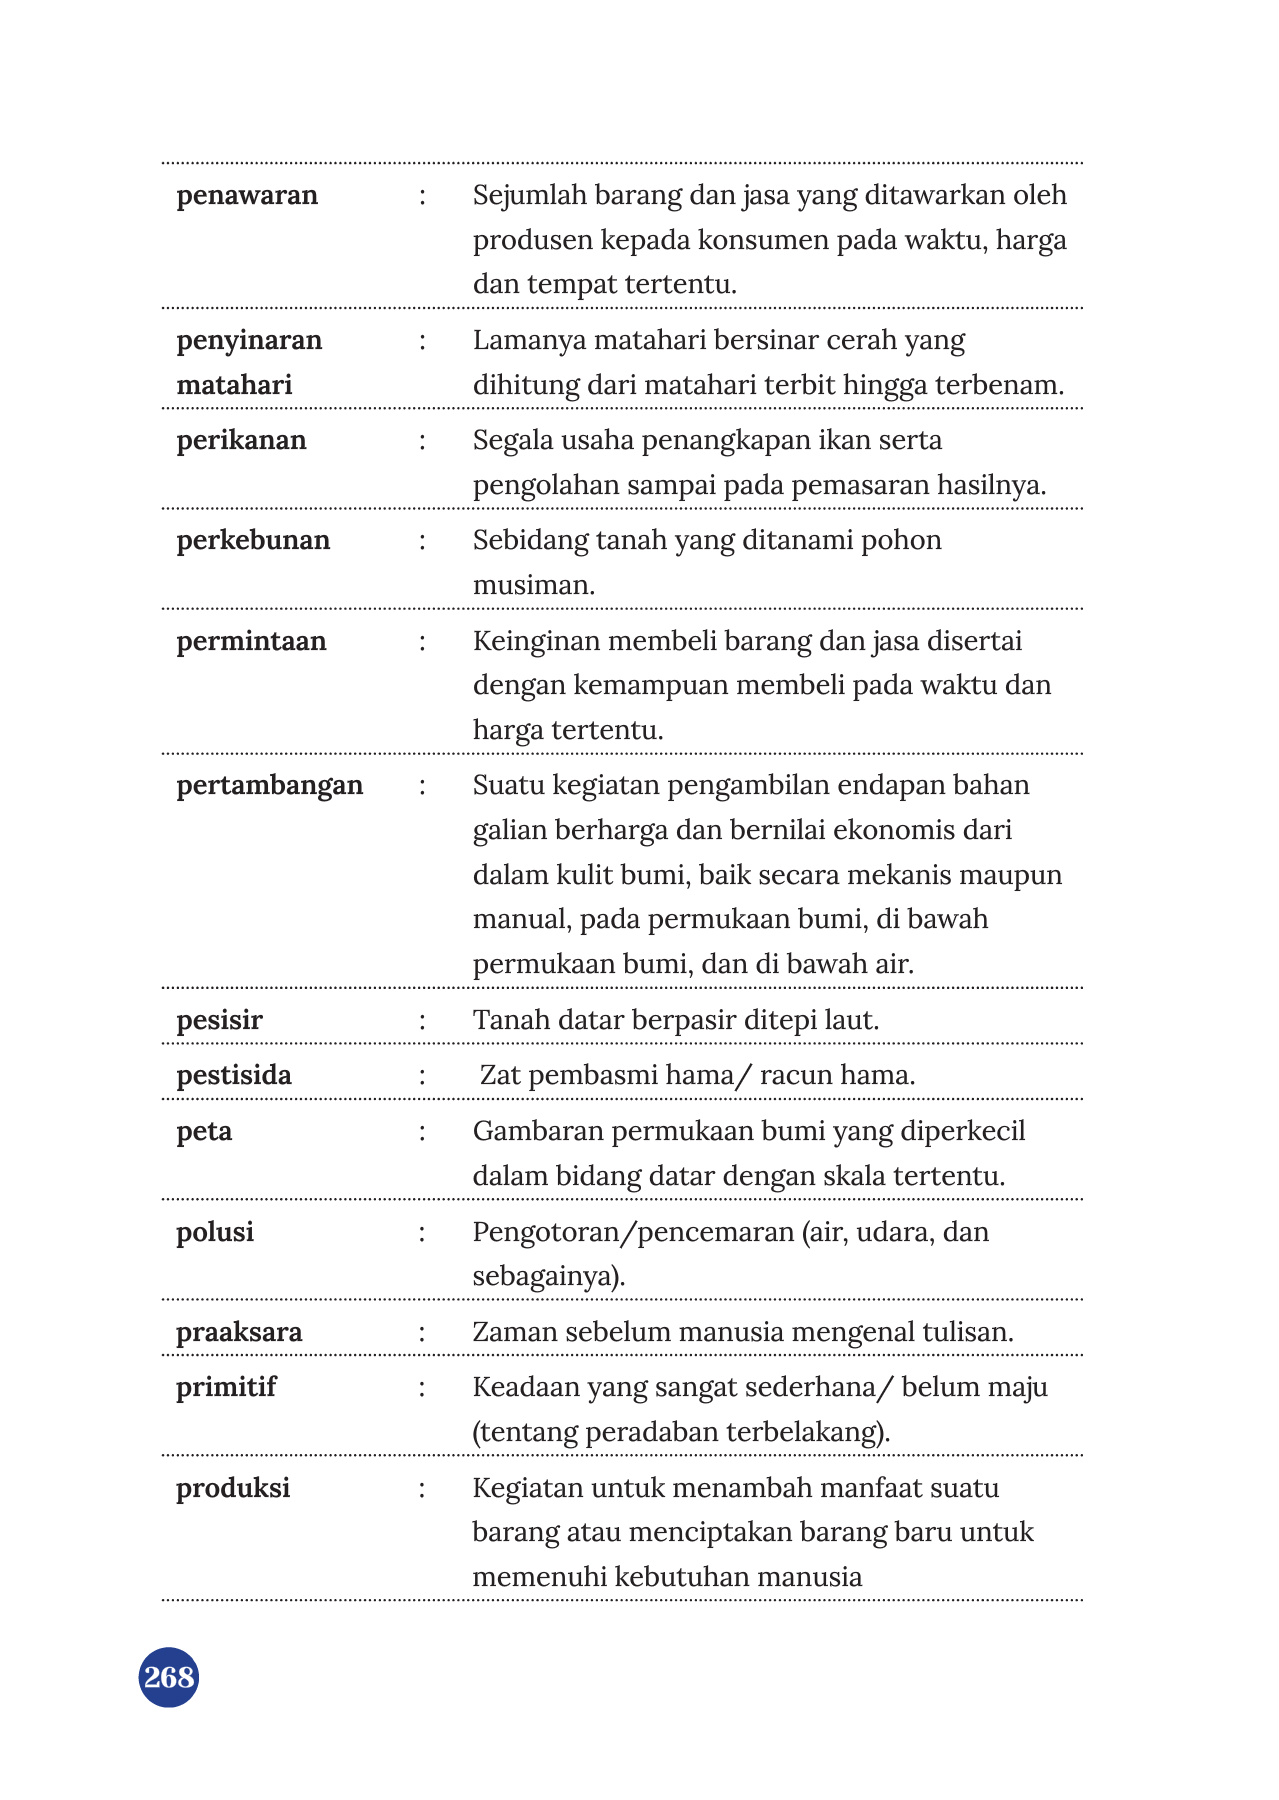 penawaran : Sejumlah barang dan jasa yang ditawarkan oleh
produsen kepada konsumen pada waktu, harga
dan tempat tertentu.
penyinaran : Lamanya matahari bersinar cerah yang
matahari dihitung dari matahari terbit hingga terbenam.
perikanan : Segala usaha penangkapan ikan serta
pengolahan sampai pada pemasaran hasilnya.
perkebunan : Sebidang tanah yang ditanami pohon
musiman.
permintaan : Keinginan membeli barang dan jasa disertai
dengan kemampuan membeli pada waktu dan
harga tertentu.
pertambangan : Suatu kegiatan pengambilan endapan bahan
galian berharga dan bernilai ekonomis dari
dalam kulit bumi, baik secara mekanis maupun
manual, pada permukaan bumi, di bawah
permukaan bumi, dan di bawah air.
pesisir : Tanah datar berpasir ditepi laut.
pestisida : Zat pembasmi hama/ racun hama.
peta : Gambaran permukaan bumi yang diperkecil
dalam bidang datar dengan skala tertentu.
polusi : Pengotoran/pencemaran (air, udara, dan
sebagainya).
praaksara : Zaman sebelum manusia mengenal tulisan.
primitif : Keadaan yang sangat sederhana/ belum maju
(tentang peradaban terbelakang).
produksi : Kegiatan untuk menambah manfaat suatu
barang atau menciptakan barang baru untuk
memenuhi kebutuhan manusia
268